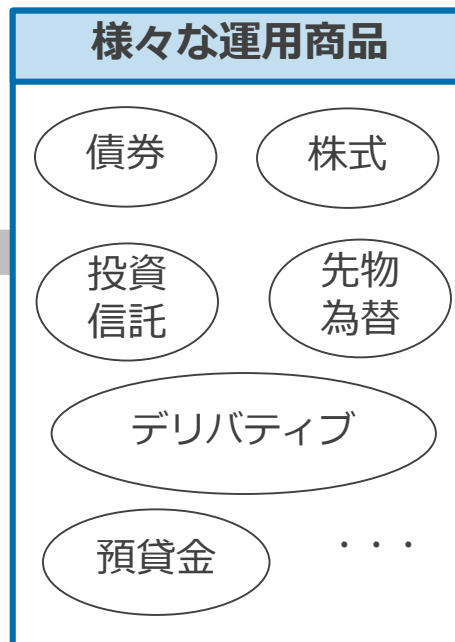 様々な運用商品
債券
株式
投資
信託
先物
為替
デリバティブ
預貸金
・・・